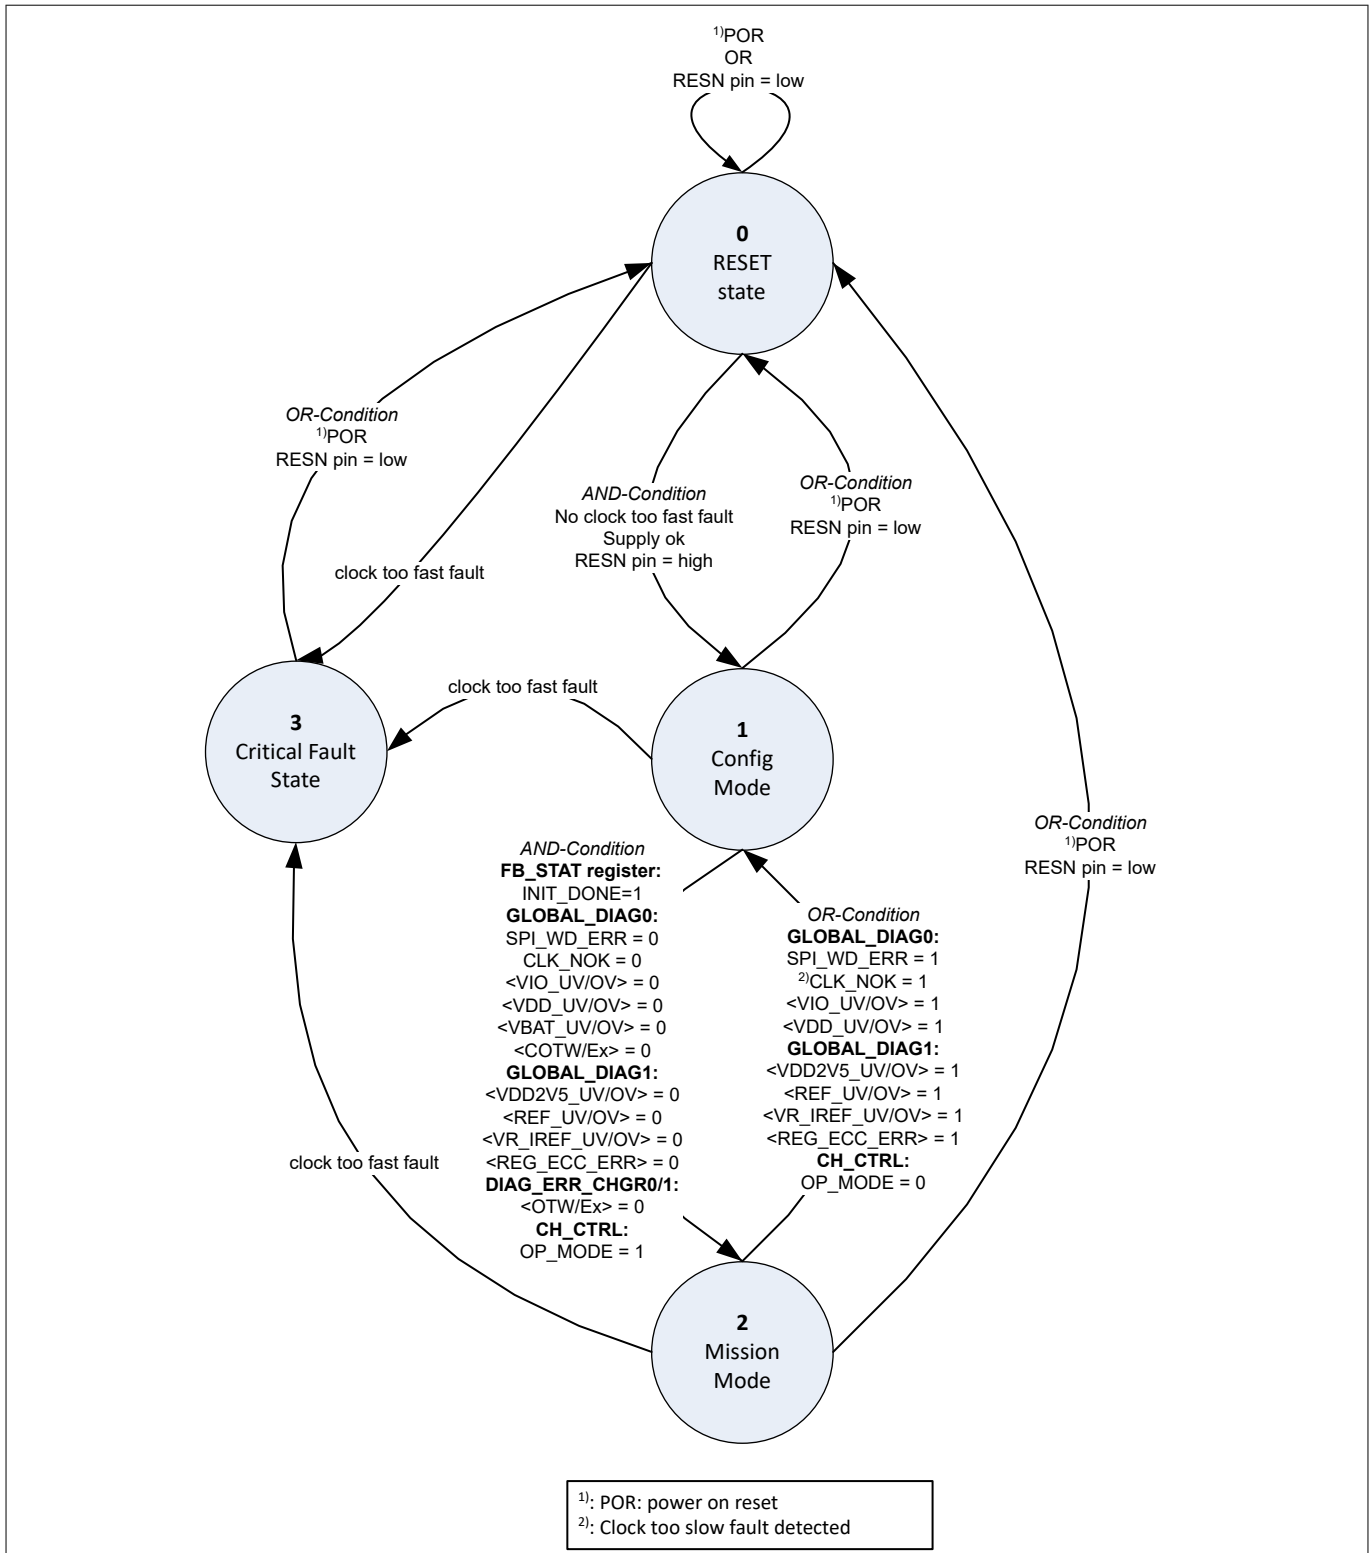 1)POR
OR
RESN pin = low
0
RESET
state
OR-Condition
1)POR
RESN pin = low
clock too fast fault
AND-Condition
No clock too fast fault
Supply ok
RESN pin = high
OR-Condition
1)POR
RESN pin = low
3
Critical Fault
State
clock too fast fault
1
Config
Mode
OR-Condition
1)POR
RESN pin = low
AND-Condition
FB_STAT register:
INIT_DONE=1
GLOBAL_DIAG0:
SPI_WD_ERR = 0
CLK_NOK = 0
<VIO_UV/OV> = 0
<VDD_UV/OV> = 0
<VBAT_UV/OV> = 0
<COTW/Ex> = 0
GLOBAL_DIAG1:
<VDD2V5_UV/OV> = 0
<REF_UV/OV> = 0
<VR_IREF_UV/OV> = 0
<REG_ECC_ERR> = 0
DIAG_ERR_CHGR0/1:
<OTW/Ex> = 0
CH_CTRL:
OP_MODE = 1
OR-Condition
GLOBAL_DIAG0:
SPI_WD_ERR = 1
2)CLK_NOK = 1
<VIO_UV/OV> = 1
<VDD_UV/OV> = 1
GLOBAL_DIAG1:
<VDD2V5_UV/OV> = 1
<REF_UV/OV> = 1
<VR_IREF_UV/OV> = 1
<REG_ECC_ERR> = 1
CH_CTRL:
OP_MODE = 0
clock too fast fault
2
Mission
Mode
1): POR: power on reset
2): Clock too slow fault detected